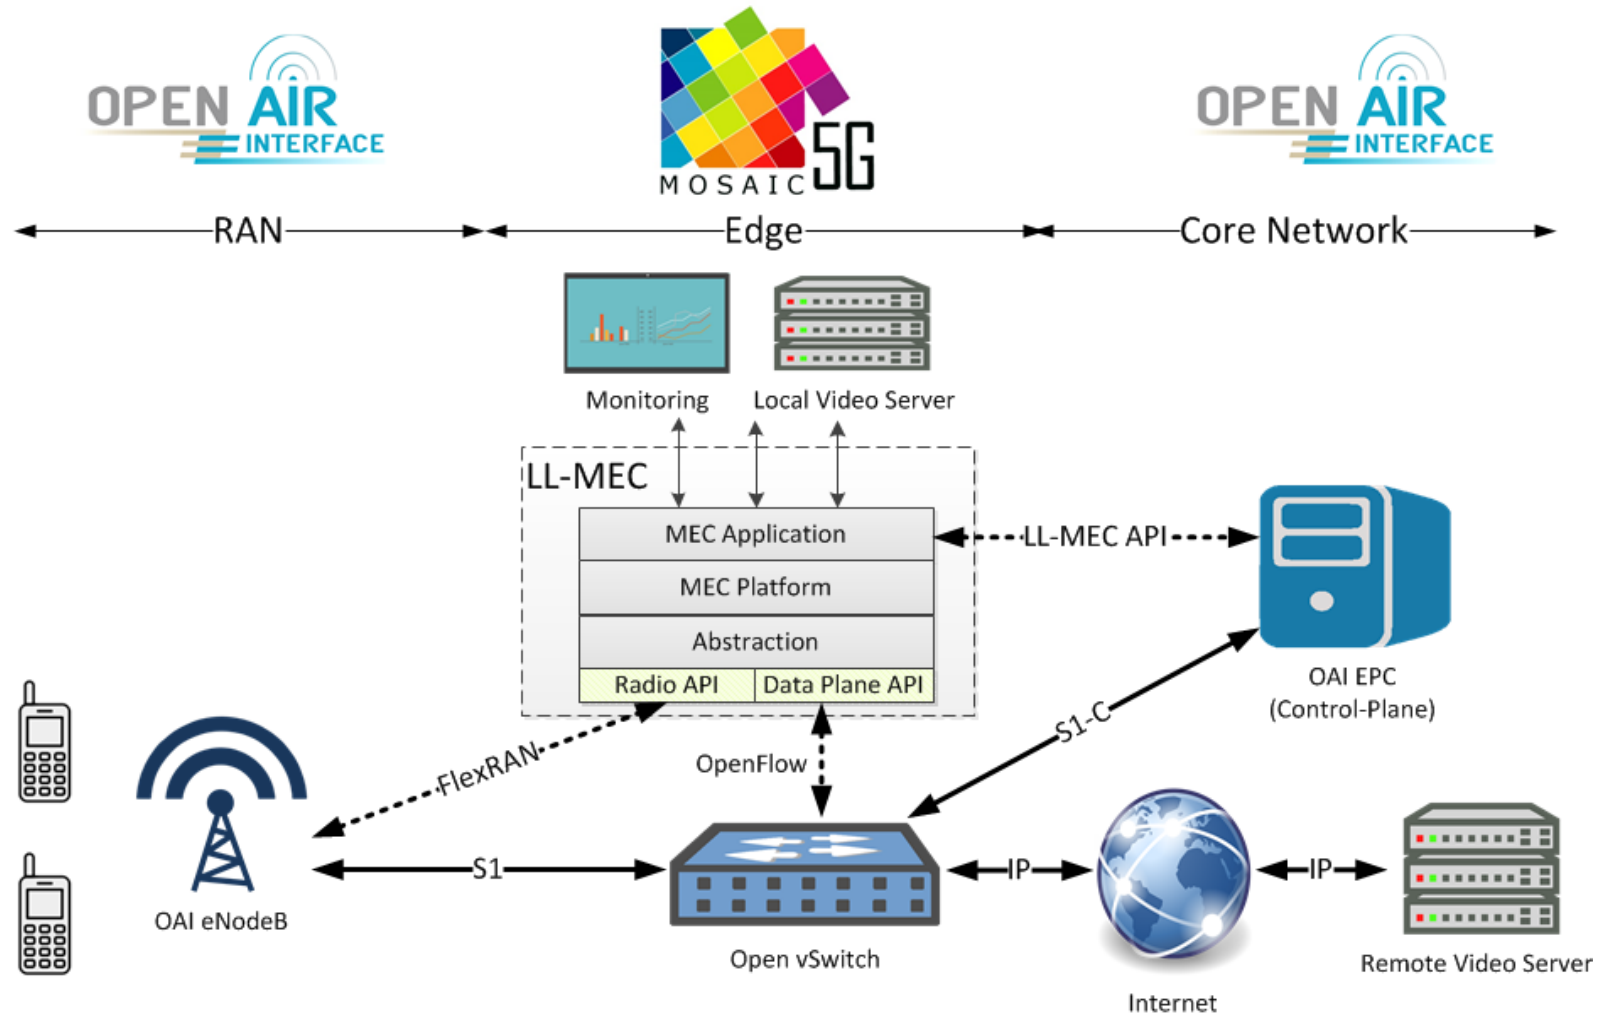 OPEN AIR
INTERFACE
MOSAIC 5G
OPEN AIR
INTERFACE
RAN
Edge
Core Network
Monitoring
Local Video Server
LL-MEC
MEC Application
LL-MEC API
MEC Platform
Abstraction
Radio API
Data Plane API
OAI EPC
(Control-Plane)
S1-C
FlexRAN
OpenFlow
S1
IP
IP
OAI eNodeB
Open vSwitch
Remote Video Server
Internet